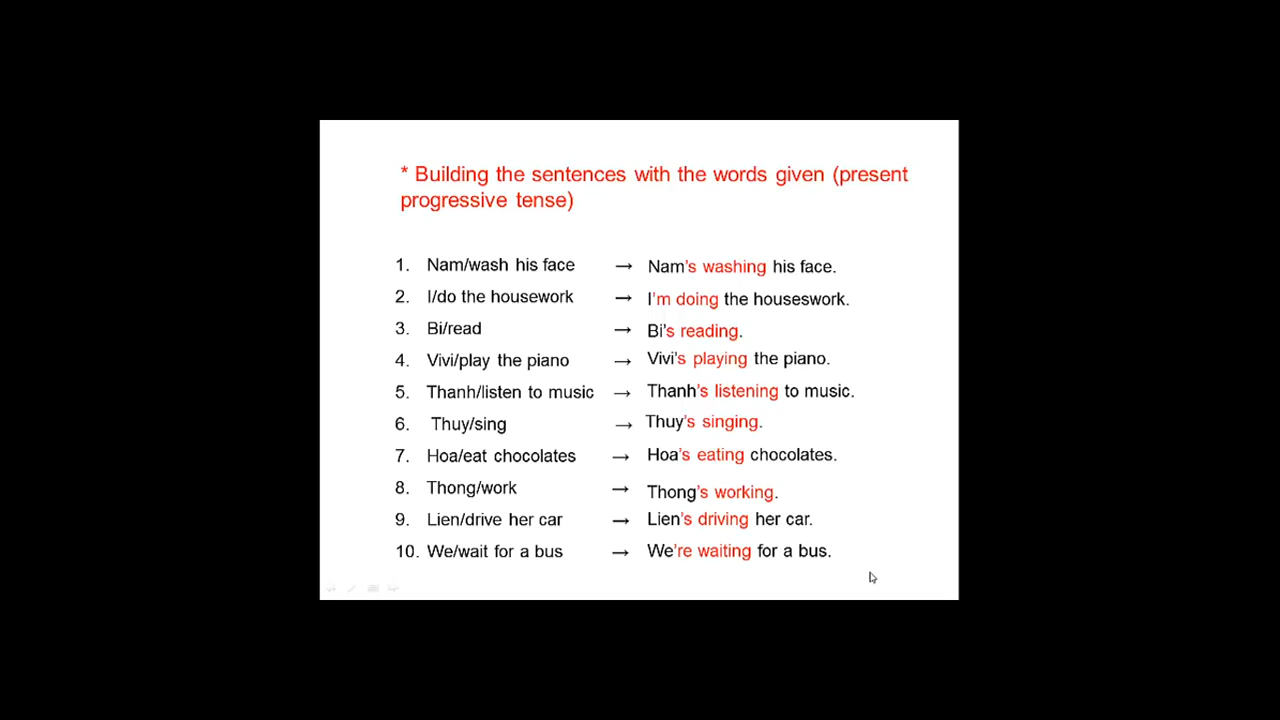 * Building the sentences with the words given (present
progressive tense)
1. Nam/wash his face → Nam's washing his face.
2. I/do the housework → I'm doing the houseswork.
3. Bi/read → Bi's reading.
4. Vivi/play the piano → Vivi's playing the piano.
5. Thanh/listen to music → Thanh's listening to music.
6. Thuy/sing → Thuy's singing.
7. Hoa/eat chocolates → Hoa's eating chocolates.
8. Thong/work → Thong's working.
9. Lien/drive her car → Lien's driving her car.
10. We/wait for a bus → We're waiting for a bus.